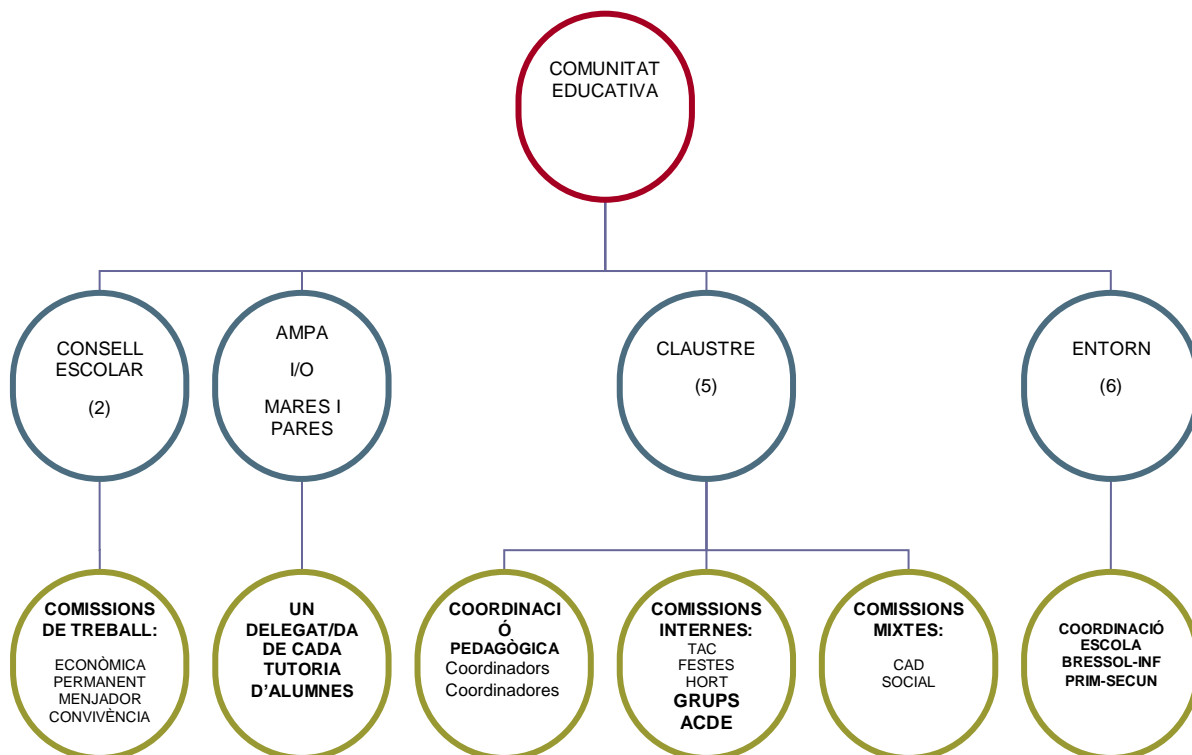 COMUNITAT
EDUCATIVA
CONSELL
ESCOLAR
(2)
AMPA
I/O
MARES I
PARES
CLAUSTRE
(5)
ENTORN
(6)
COMISSIONS
DE TREBALL:
ECONÒMICA
PERMANENT
MENJADOR
CONVIVÈNCIA
UN
DELEGAT/DA
DE CADA
TUTORIA
D'ALUMNES
COORDINACI
Ó
PEDAGÒGICA
Coordinadors
Coordinadores
COMISSIONS
INTERNES:
TAC
FESTES
HORT
GRUPS
ACDE
COMISSIONS
MIXTES:
CAD
SOCIAL
COORDINACIÓ
ESCOLA
BRESSOL-INF
PRIM-SECUN